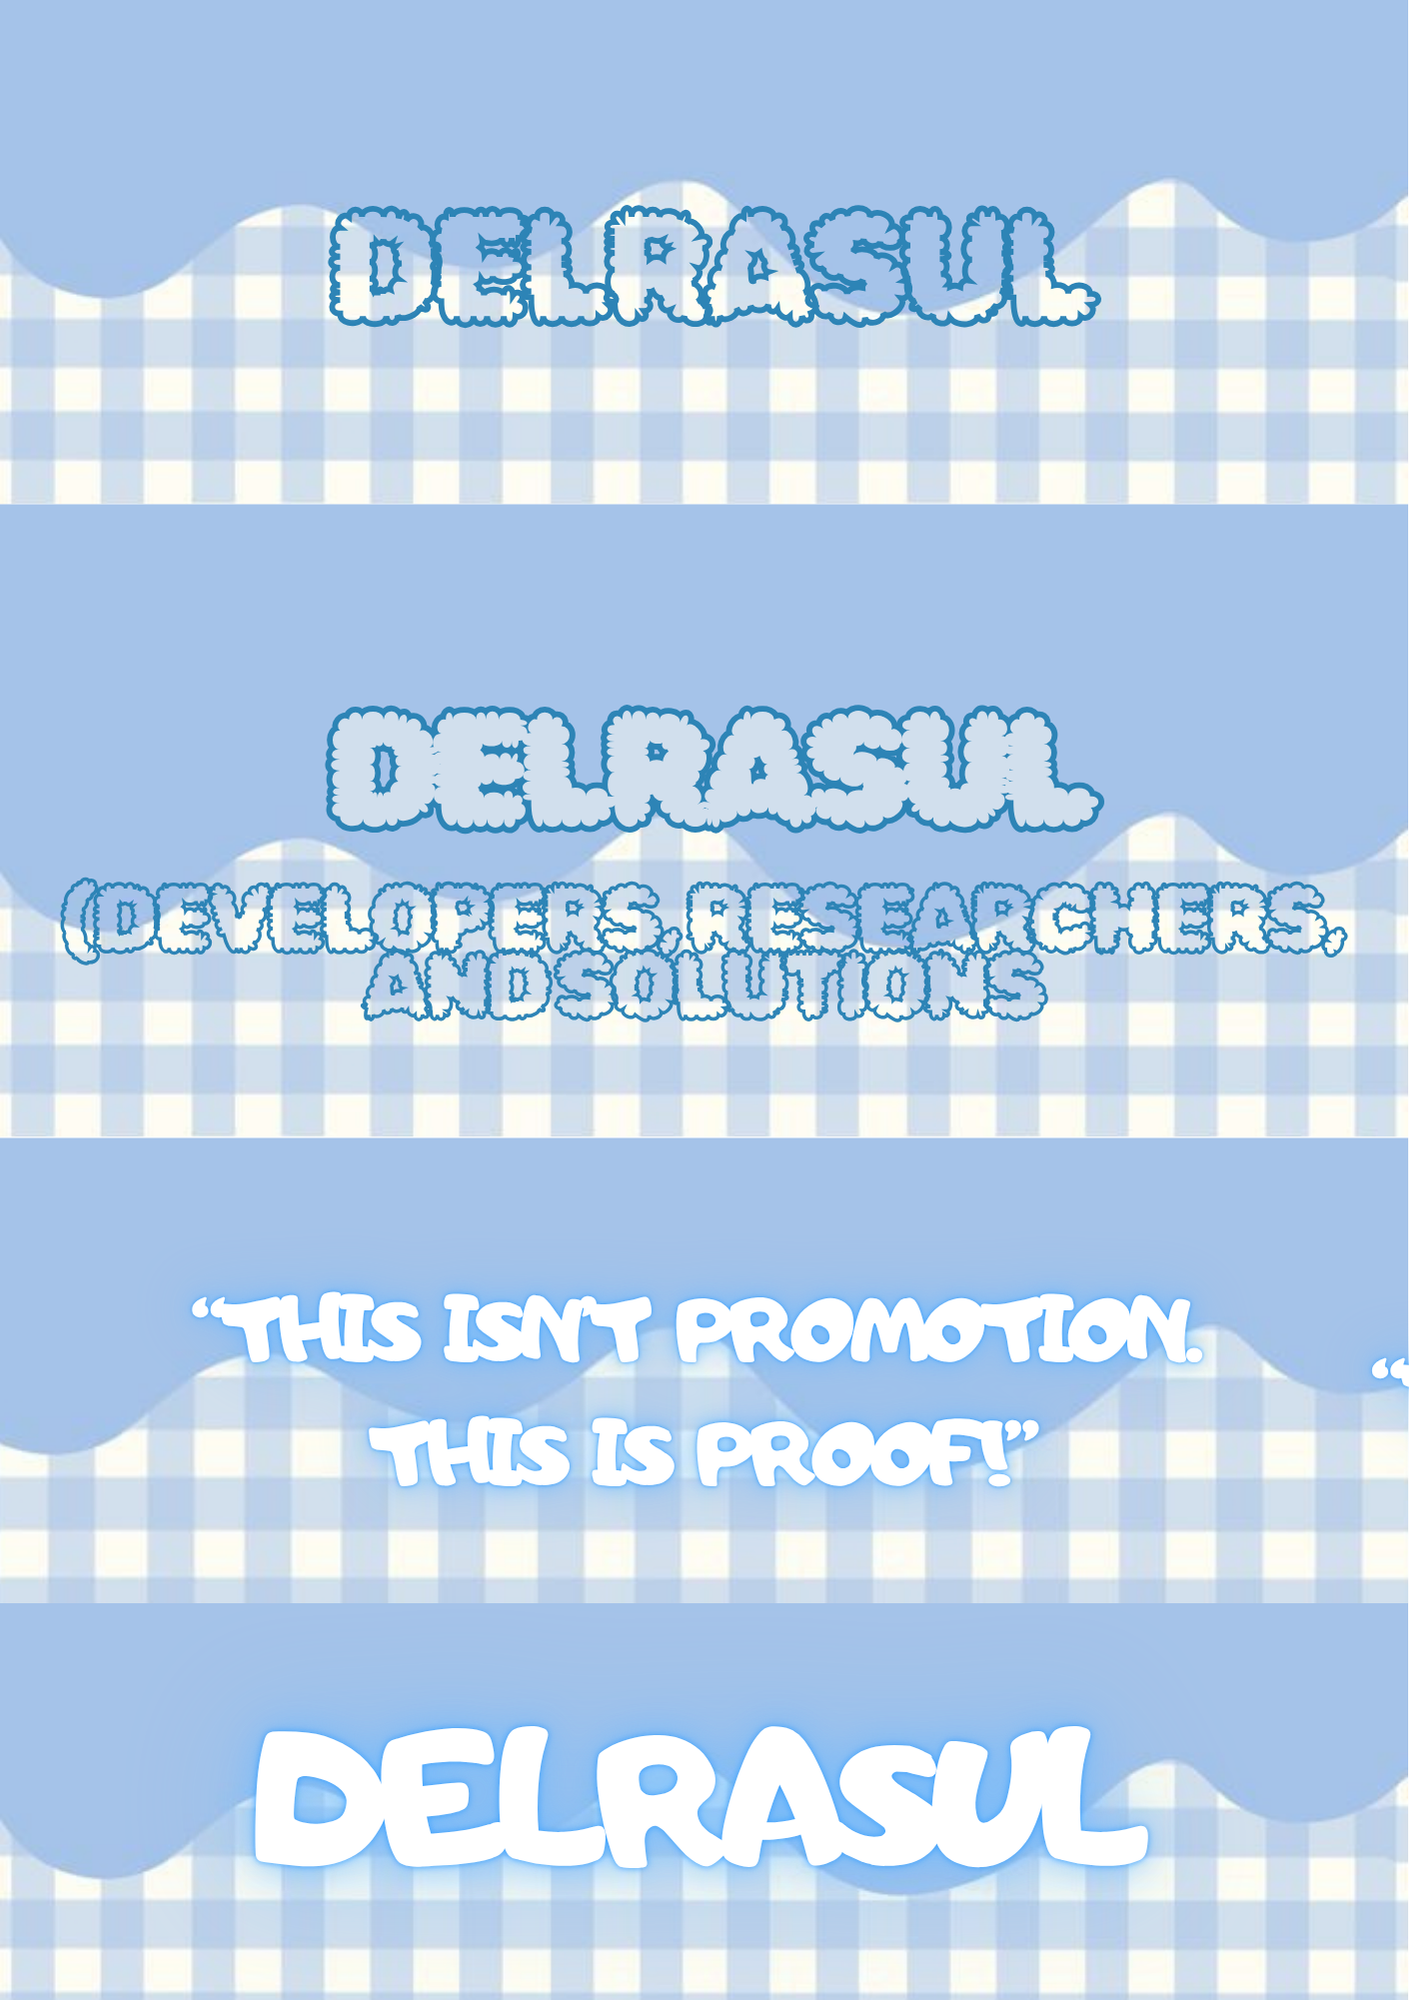 DELRASUL
DELRASUL
(DEVELOPERS, RESEARCHERS,
ANDSOLUTIONS
“THIS ISN'T PROMOTION.
“
THIS IS PROOF!”
DELRASUL